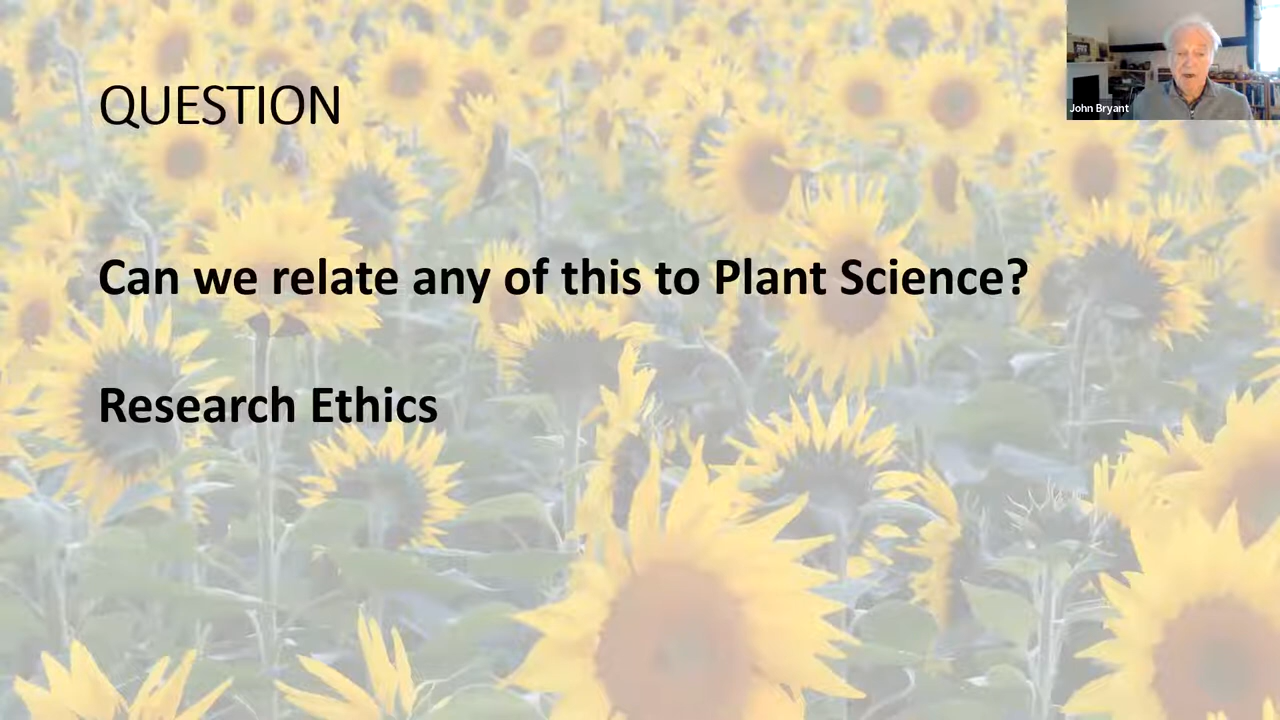 QUESTION
John Bryant
Can we relate any of this to Plant Science?
Research Ethics